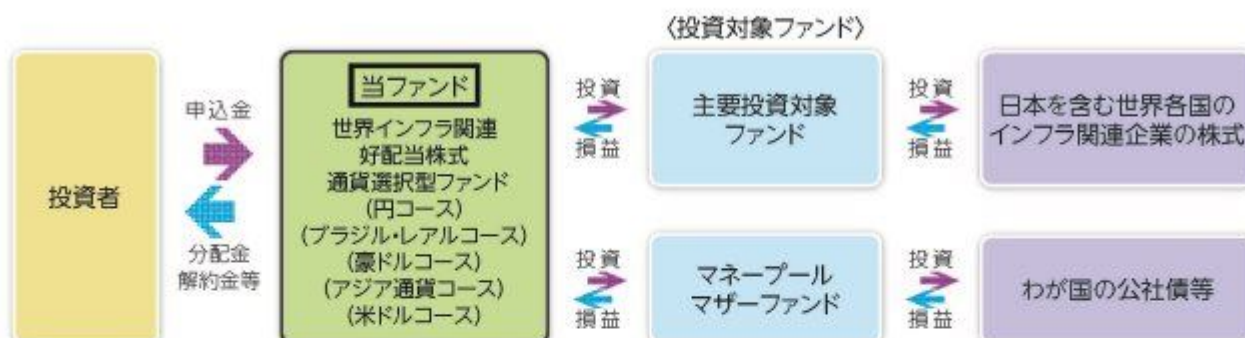 〈投資対象ファンド〉
投資者
申込金
分配金
解約金等
当ファンド
世界インフラ関連
好配当株式
通貨選択型ファンド
(円コース)
(ブラジル・レアルコース)
(豪ドルコース)
(アジア通貨コース)
(米ドルコース)
投資
損益
主要投資対象
ファンド
投資
損益
日本を含む世界各国の
インフラ関連企業の株式
投資
損益
マネープール
マザーファンド
投資
損益
わが国の公社債等